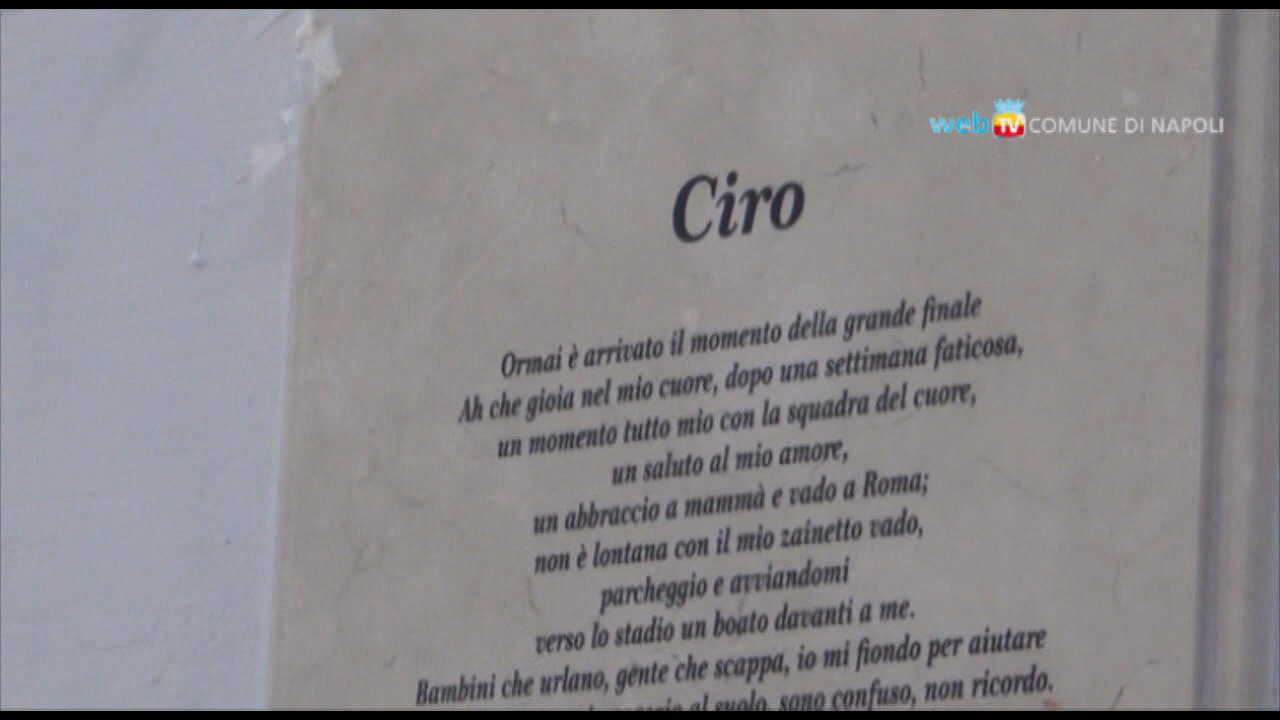 web TV COMUNE DI NAPOLI
Ciro
Ormai è arrivato il momento della grande finale
Ah che gioia nel mio cuore, dopo una settimana faticosa,
un momento tutto mio con la squadra del cuore,
un saluto al mio amore,
un abbraccio a mammà e vado a Roma;
non è lontana con il mio zainetto vado,
parcheggio e avviandomi
verso lo stadio un boato davanti a me.
Bambini che urlano, gente che scappa, io mi fiondo per aiutare
al suolo, sono confuso, non ricordo.